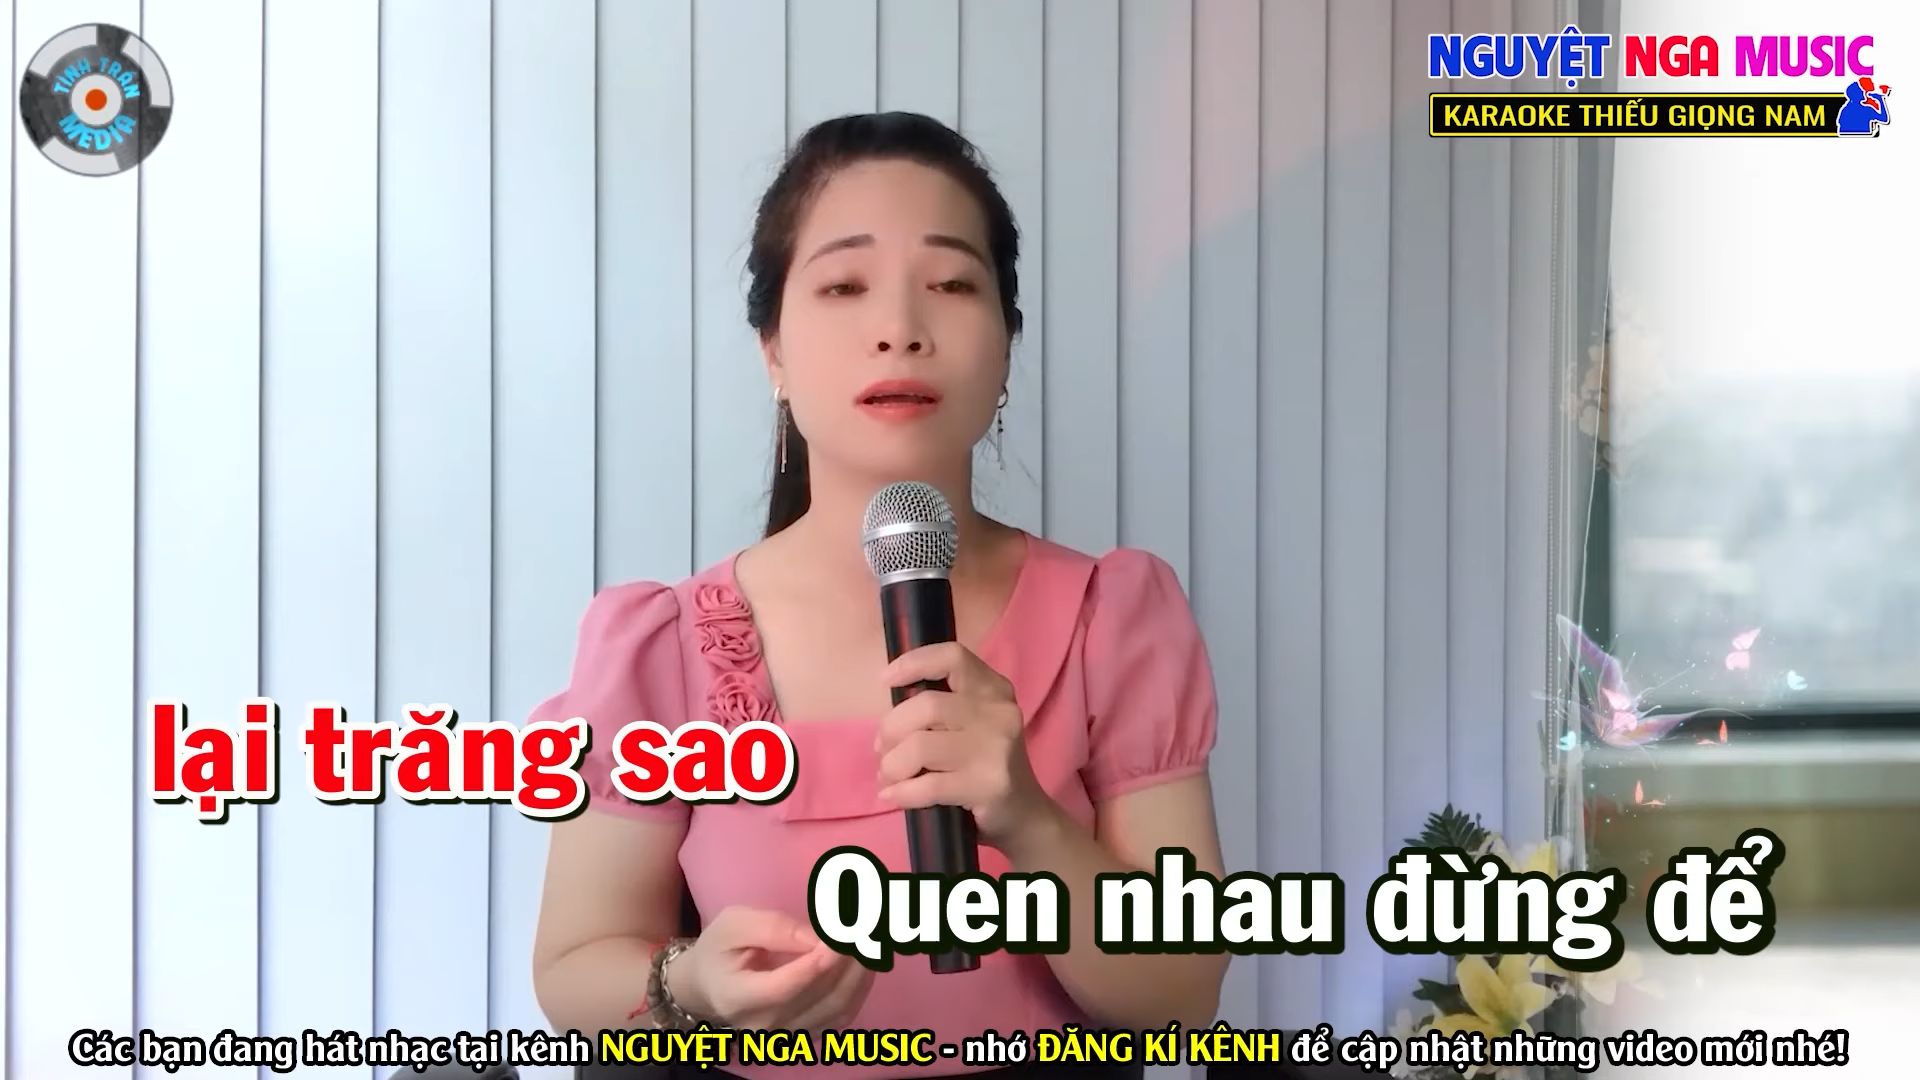 TÌNH TRẦN
MEDIA
NGUYỆT NGA MUSIC
KARAOKE THIẾU GIỌNG NAM
lại trăng sao
Quen nhau đừng để
Các bạn đang hát nhạc tại kênh NGUYỆT NGA MUSIC - nhớ ĐĂNG KÍ KÊNH để cập nhật những video mới nhé!